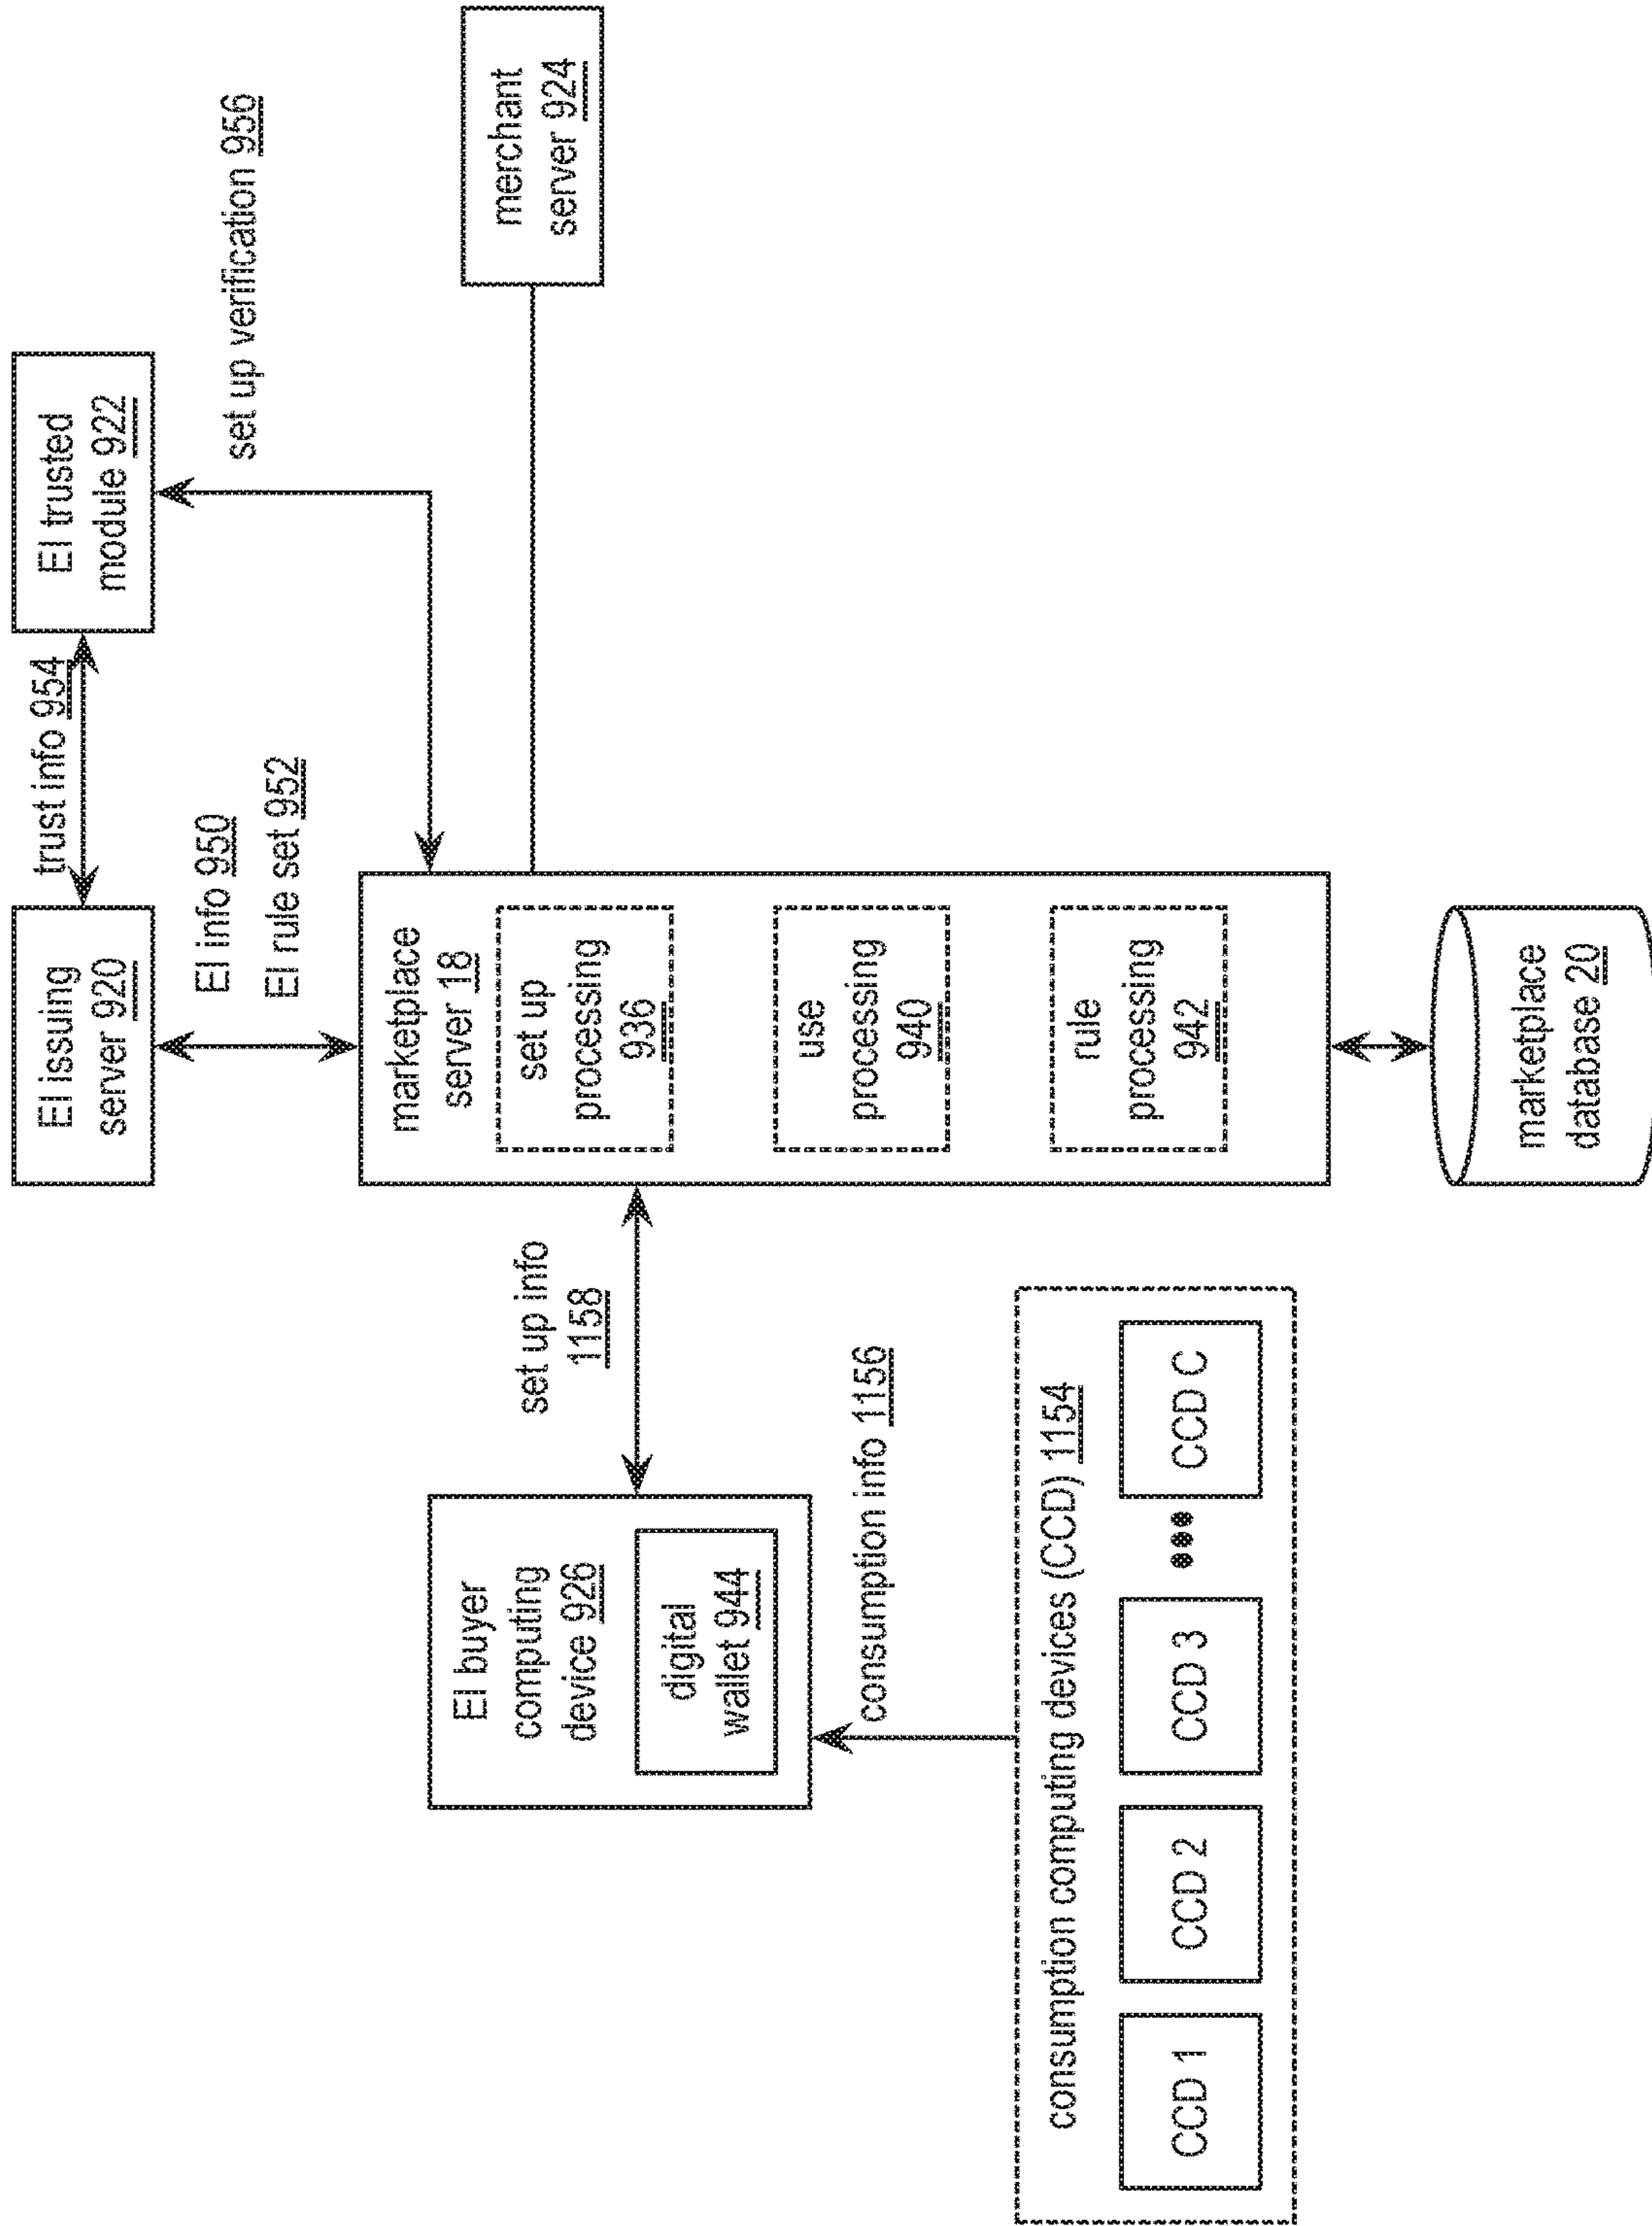 EI issuing
server 920
trust info 954
EI trusted
module 922
EI info 950
EI rule set 952
set up verification 956
merchant
server 924
marketplace
server 18
set up
processing
936
use
processing
940
rule
processing
942
set up info
1158
EI buyer
computing
device 926
digital
wallet 944
consumption info 1156
consumption computing devices (CCD) 1154
CCD 1
CCD 2
CCD 3
CCD C
marketplace
database 20